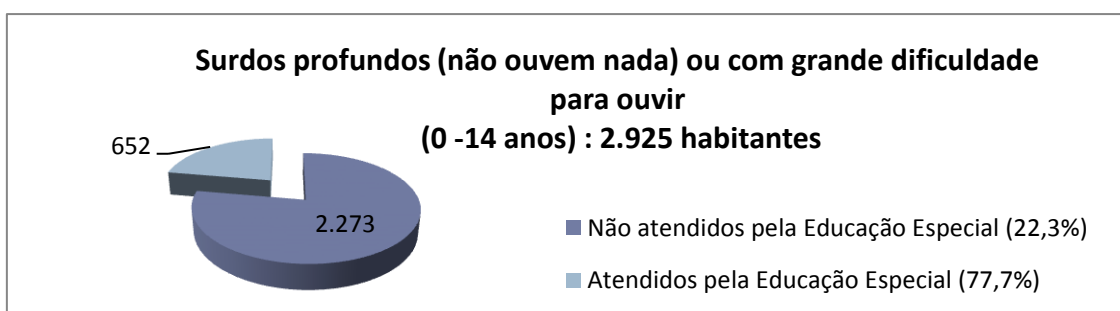 Surdos profundos (não ouvem nada) ou com grande dificuldade
para ouvir
(0 -14 anos) : 2.925 habitantes
652
2.273
Não atendidos pela Educação Especial (22,3%)
Atendidos pela Educação Especial (77,7%)